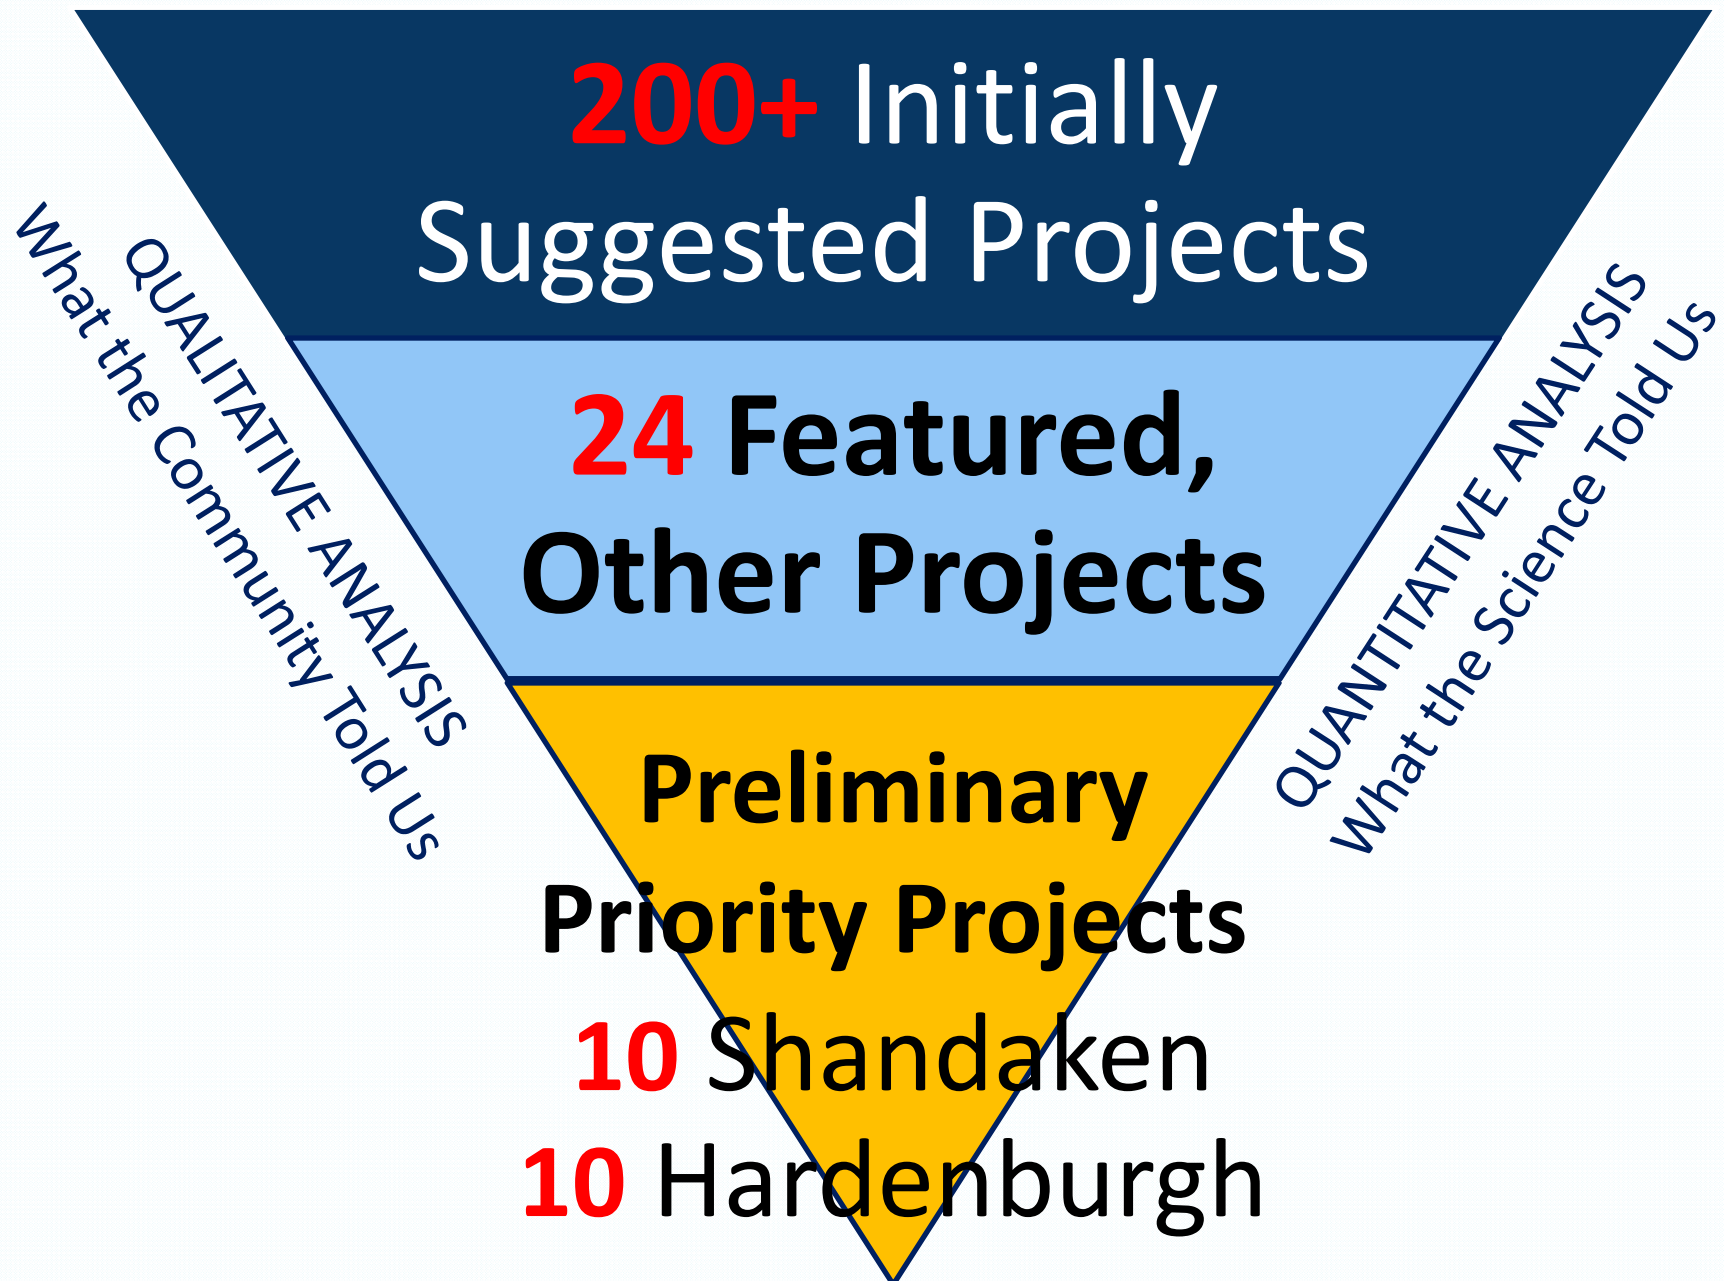 200+ Initially
Suggested Projects
QUALITATIVE ANALYSIS
What the Community Told Us
QUANTITATIVE ANALYSIS
What the Science Told Us
24 Featured,
Other Projects
Preliminary
Priority Projects
10 Shandaken
10 Hardenburgh